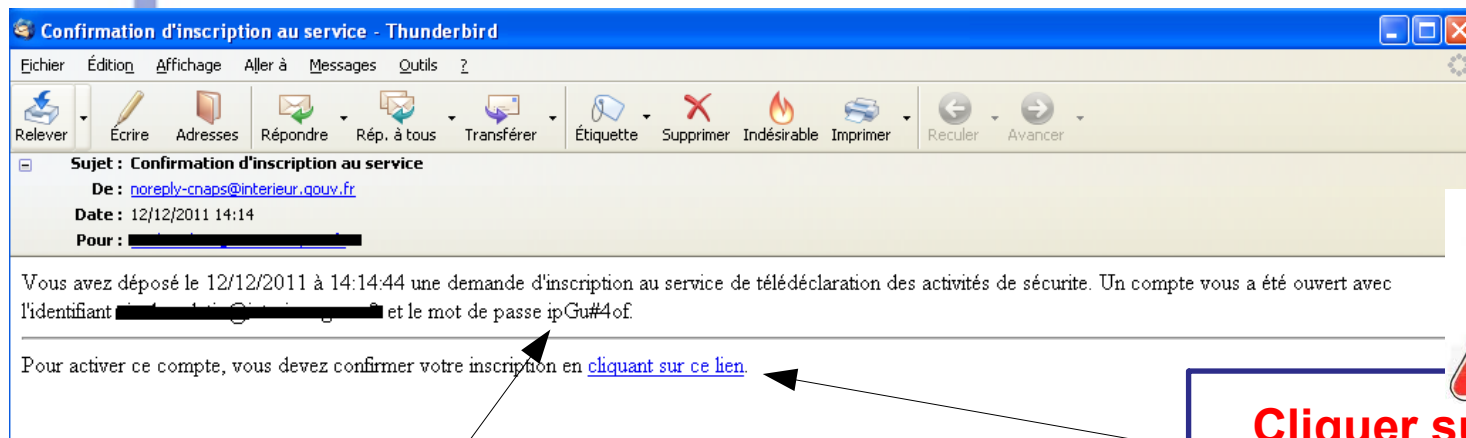 Confirmation d'inscription au service - Thunderbird
Fichier Édition Affichage Aller à Messages Outils ?
Relever Écrire Adresses Répondre Rép. à tous Transférer Étiquette Supprimer Indésirable Imprimer Reculer Avancer
Sujet : Confirmation d'inscription au service
De : noreply-cnaps@interieur.gouv.fr
Date : 12/12/2011 14:14
Pour :
Vous avez déposé le 12/12/2011 à 14:14:44 une demande d'inscription au service de télédéclaration des activités de sécurite. Un compte vous a été ouvert avec
l'identifiant et le mot de passe ipGu#4of.
Pour activer ce compte, vous devez confirmer votre inscription en cliquant sur ce lien.
Cliquer